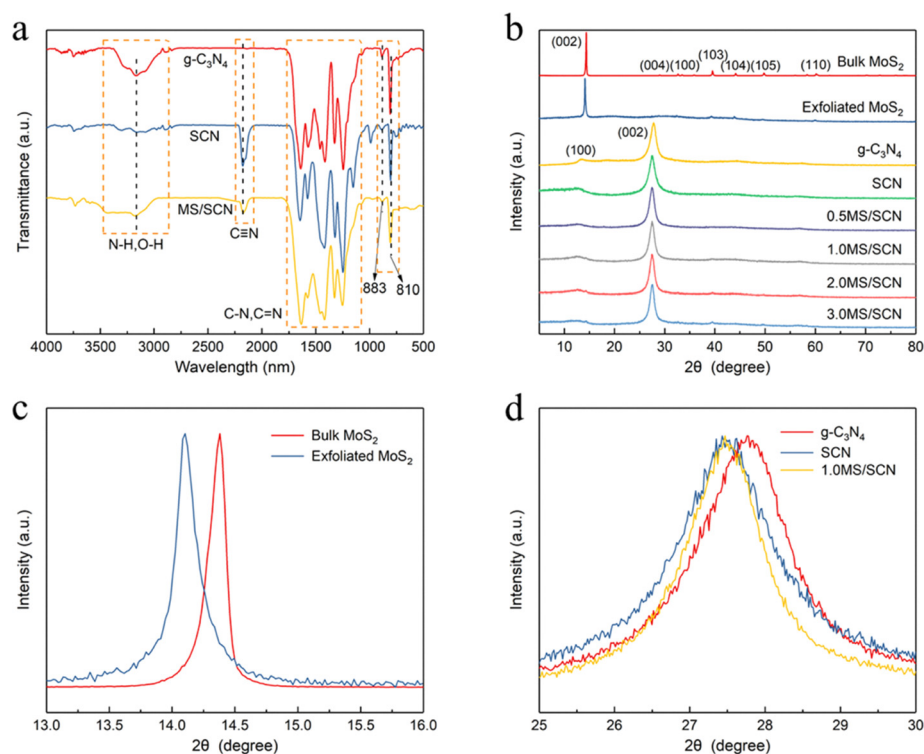 a
g-C₃N₄
SCN
MS/SCN
N-H,O-H
C≡N
C-N,C=N
883
810
Transmittance (a.u.)
4000 3500 3000 2500 2000 1500 1000 500
Wavelength (nm)
b
(002)
(004)(100)
(103)
(104)(105)
(110)
Bulk MoS₂
Exfoliated MoS₂
(100)
(002)
g-C₃N₄
SCN
0.5MS/SCN
1.0MS/SCN
2.0MS/SCN
3.0MS/SCN
Intensity (a.u.)
10 20 30 40 50 60 70 80
2θ (degree)
c
Bulk MoS₂
Exfoliated MoS₂
Intensity (a.u.)
13.0 13.5 14.0 14.5 15.0 15.5 16.0
2θ (degree)
d
g-C₃N₄
SCN
1.0MS/SCN
Intensity (a.u.)
25 26 27 28 29 30
2θ (degree)